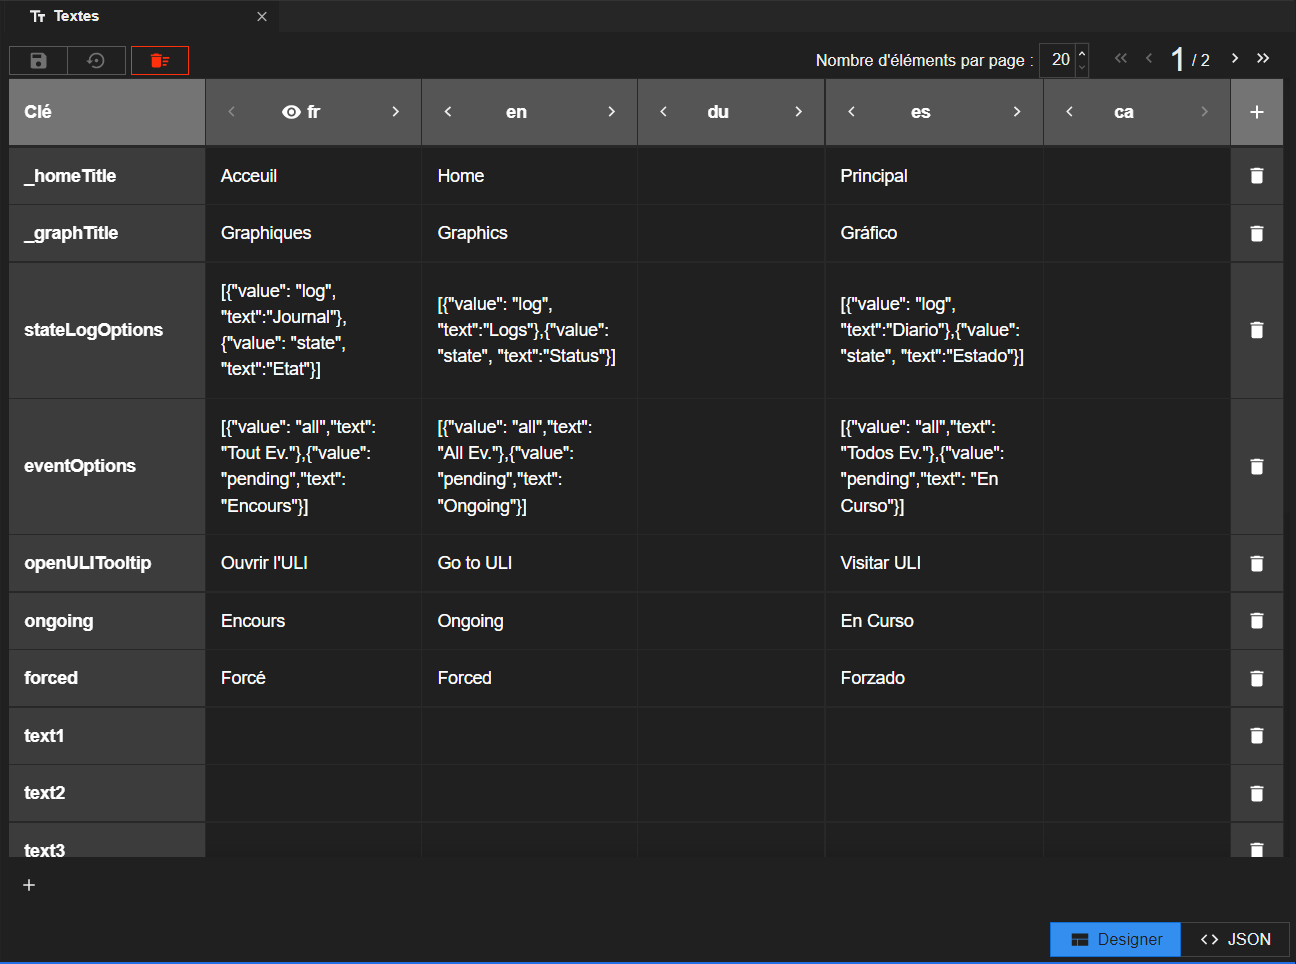 Textes
Nombre d'éléments par page : 20 1 / 2
Clé fr en du es ca
_homeTitle Acceuil Home Principal
_graphTitle Graphiques Graphics Gráfico
stateLogOptions
[{"value": "log",
"text":"Journal"},
{"value": "state",
"text":"Etat"}]
[{"value": "log",
"text":"Logs"},{"value":
"state", "text":"Status"}]
[{"value": "log",
"text":"Diario"},{"value":
"state", "text":"Estado"}]
eventOptions
[{"value": "all","text":
"Tout Ev."},{"value":
"pending","text":
"Encours"}]
[{"value": "all","text":
"All Ev."},{"value":
"pending","text":
"Ongoing"}]
[{"value": "all","text":
"Todos Ev."},{"value":
"pending","text": "En
Curso"}]
openULITooltip Ouvrir l'ULI Go to ULI Visitar ULI
ongoing Encours Ongoing En Curso
forced Forcé Forced Forzado
text1
text2
text3
Designer JSON